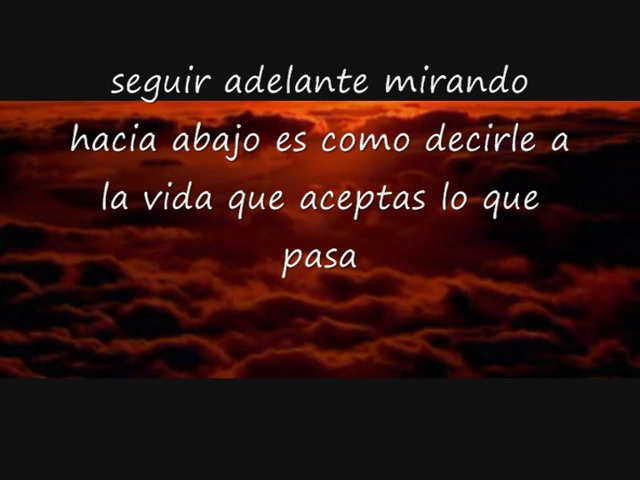 seguir adelante mirando
hacia abajo es como decirle a
la vida que aceptas lo que
pasa